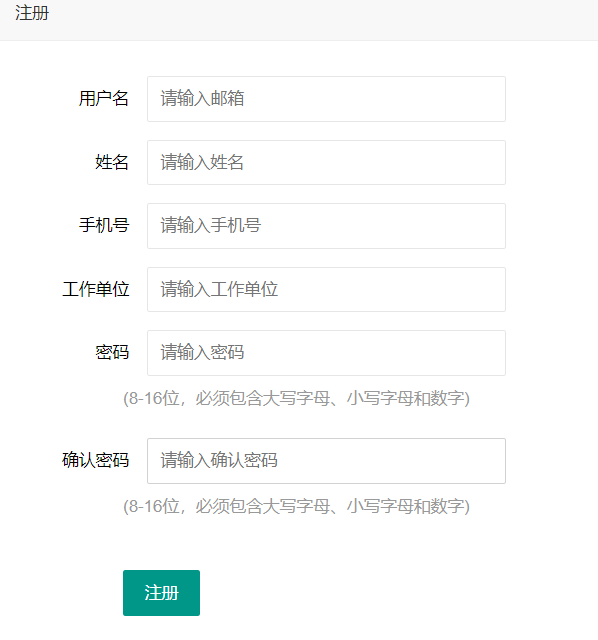 注册
用户名 请输入邮箱
姓名 请输入姓名
手机号 请输入手机号
工作单位 请输入工作单位
密码 请输入密码
(8-16位，必须包含大写字母、小写字母和数字)
确认密码 请输入确认密码
(8-16位，必须包含大写字母、小写字母和数字)
注册